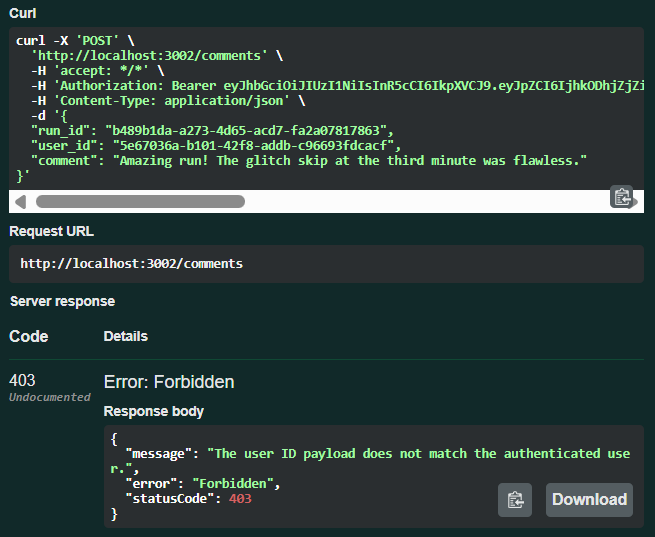 Curl
curl -X 'POST' \
'http://localhost:3002/comments' \
-H 'accept: */*' \
-H 'Authorization: Bearer eyJhbGciOiJIUzI1NiIsInR5cCI6IkpXVCJ9.eyJpZCI6IjhkODhjZjZi
-H 'Content-Type: application/json' \
-d '{
"run_id": "b489b1da-a273-4d65-acd7-fa2a07817863",
"user_id": "5e67036a-b101-42f8-addb-c96693fdcacf",
"comment": "Amazing run! The glitch skip at the third minute was flawless."
}'
Request URL
http://localhost:3002/comments
Server response
Code Details
403 Error: Forbidden
Undocumented
Response body
{
"message": "The user ID payload does not match the authenticated use
r.",
"error": "Forbidden",
"statusCode": 403
}
Download